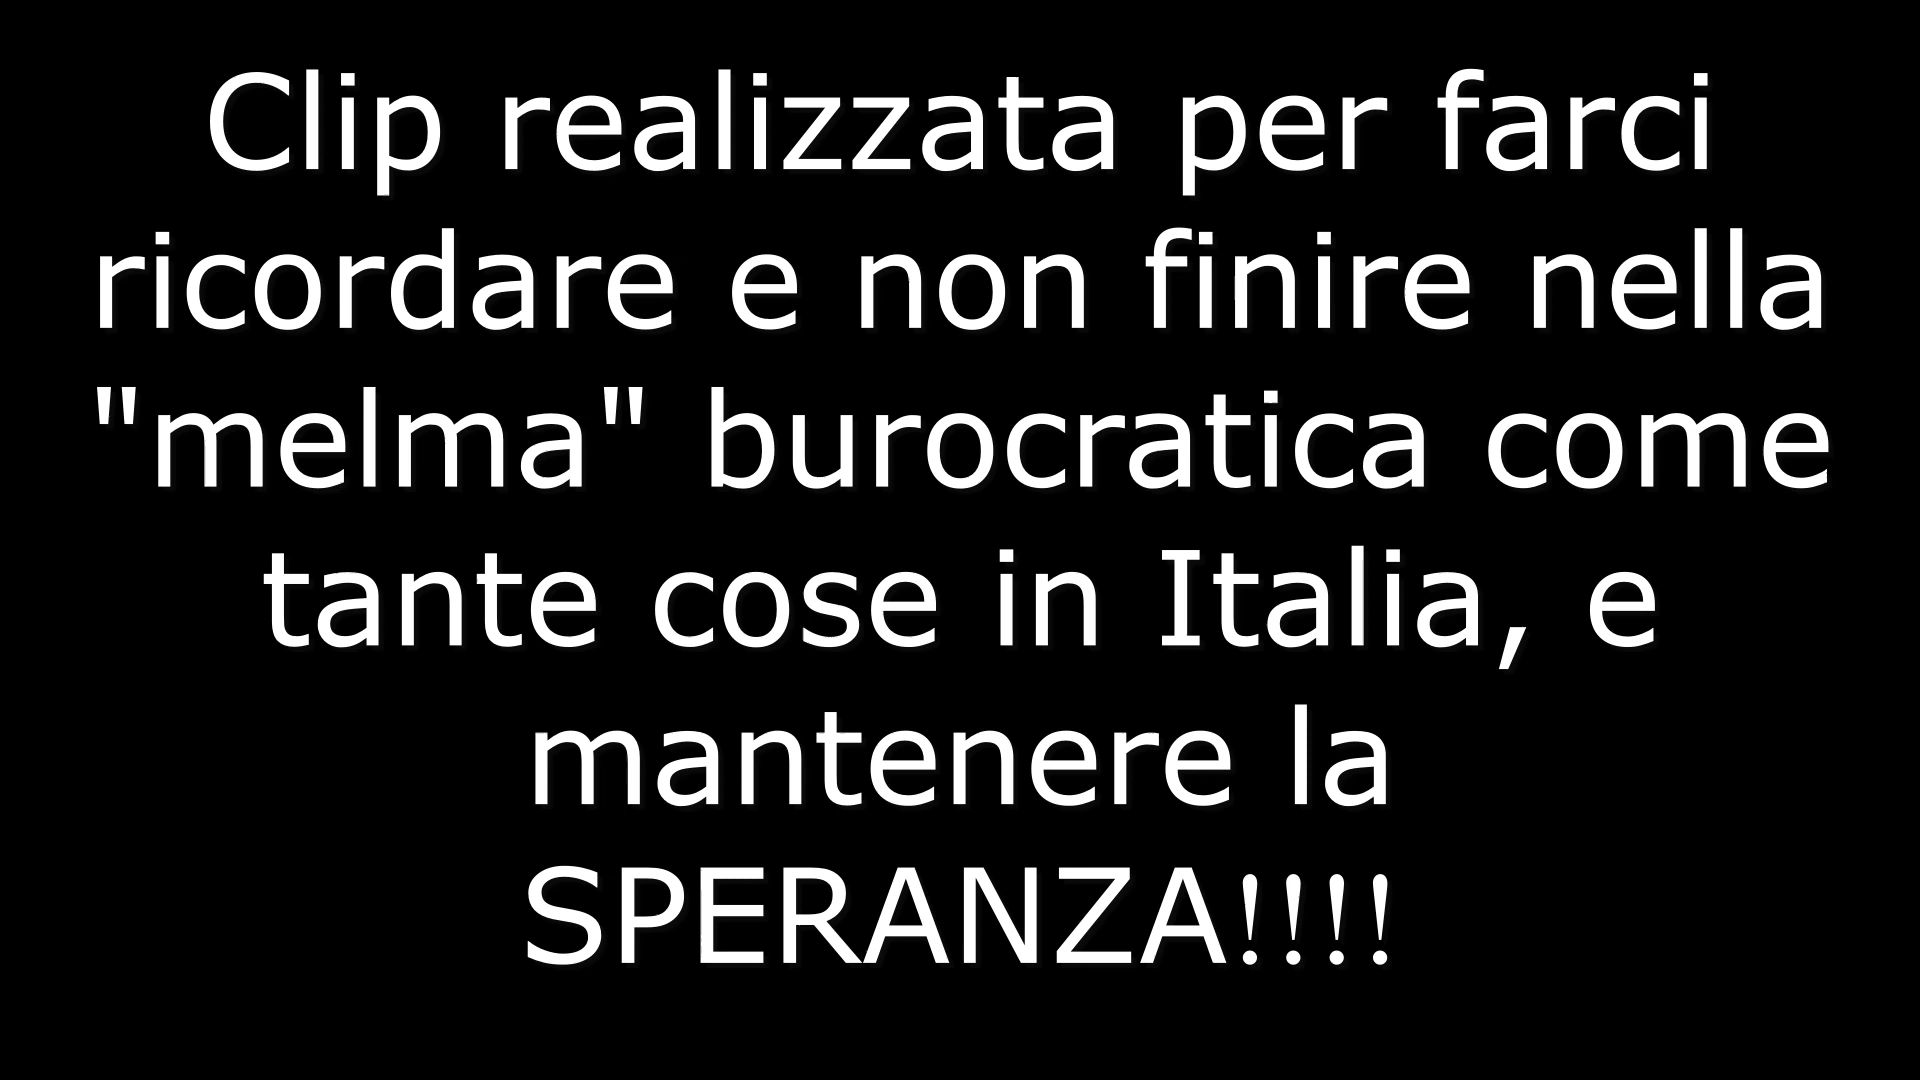 Clip realizzata per farci
ricordare e non finire nella
"melma" burocratica come
tante cose in Italia, e
mantenere la
SPERANZA!!!!